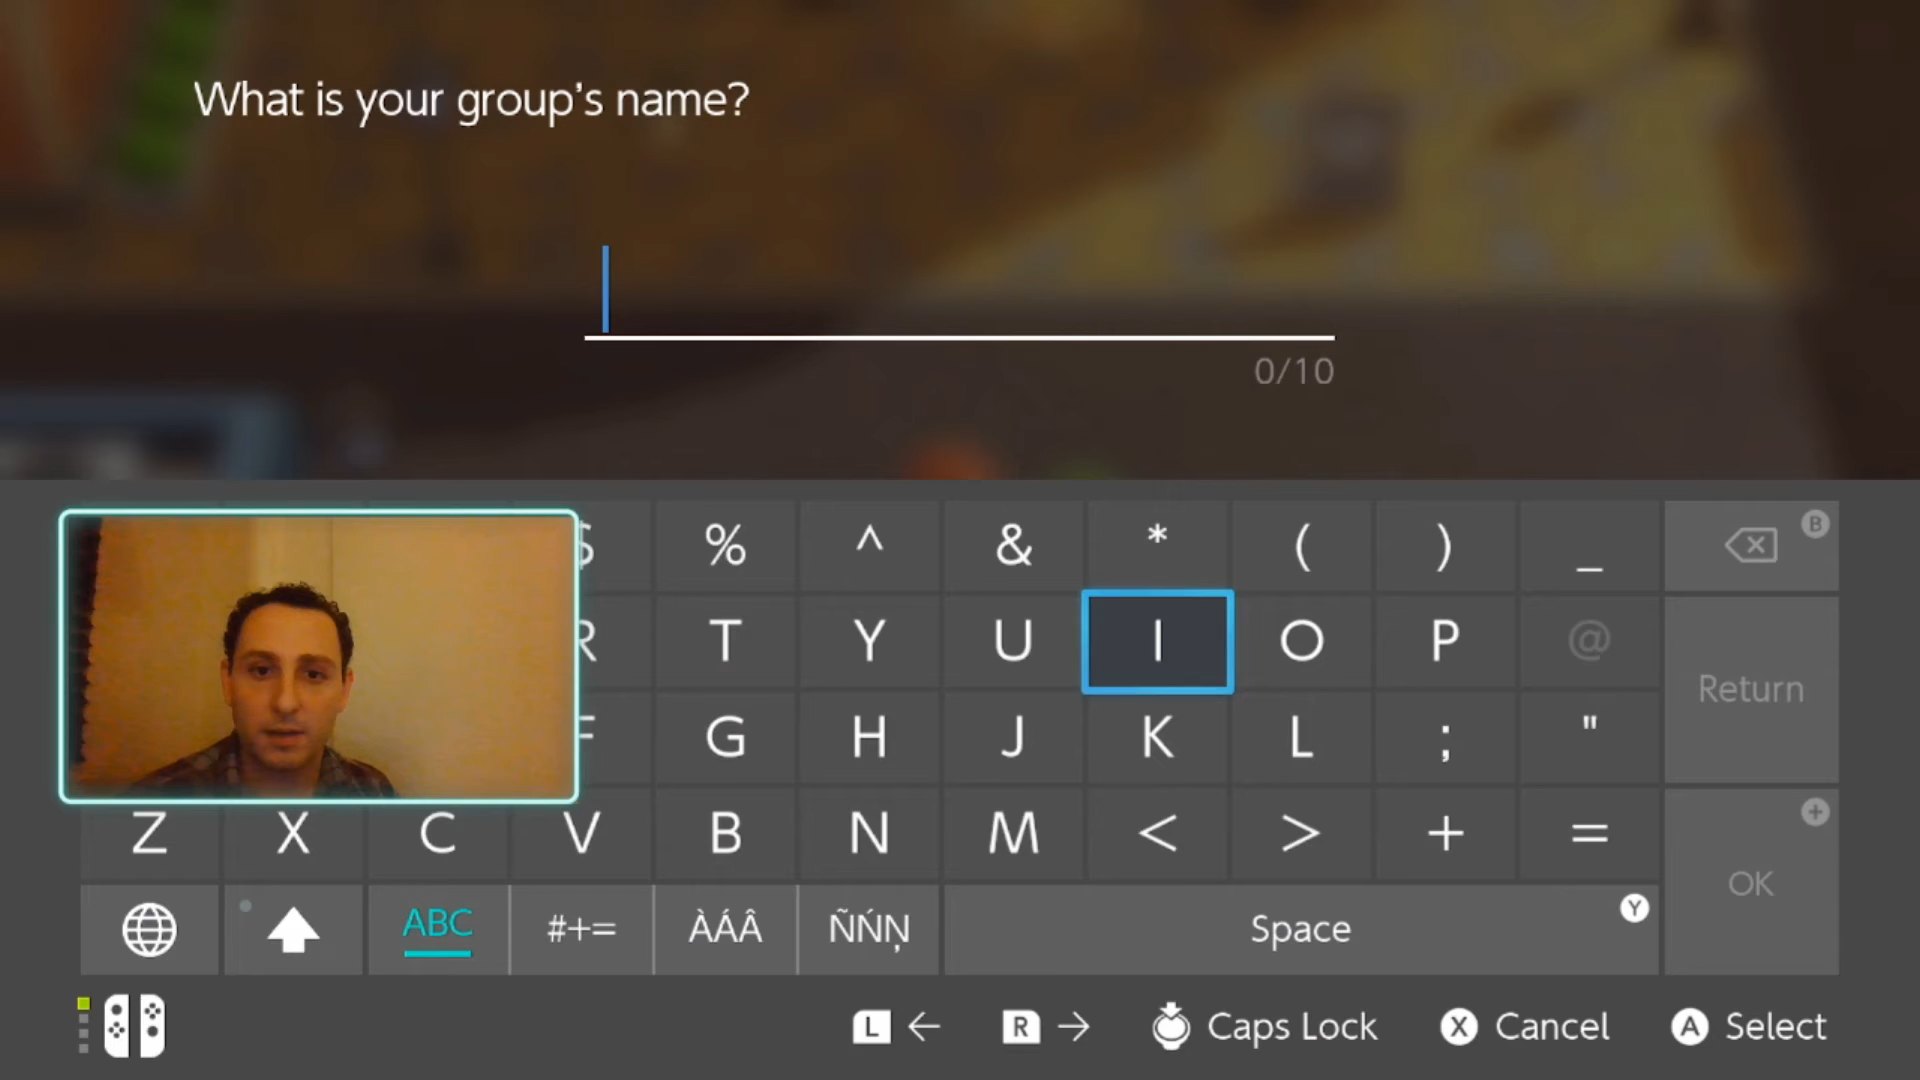 What is your group's name?
0/10
$ % ^ & * ( ) _ B
R T Y U I O P @ Return
F G H J K L ; "
Z X C V B N M < > + = OK
ABC #+= ÀÁÂ ÑŃŅ Space Y
L ← R → Caps Lock X Cancel A Select